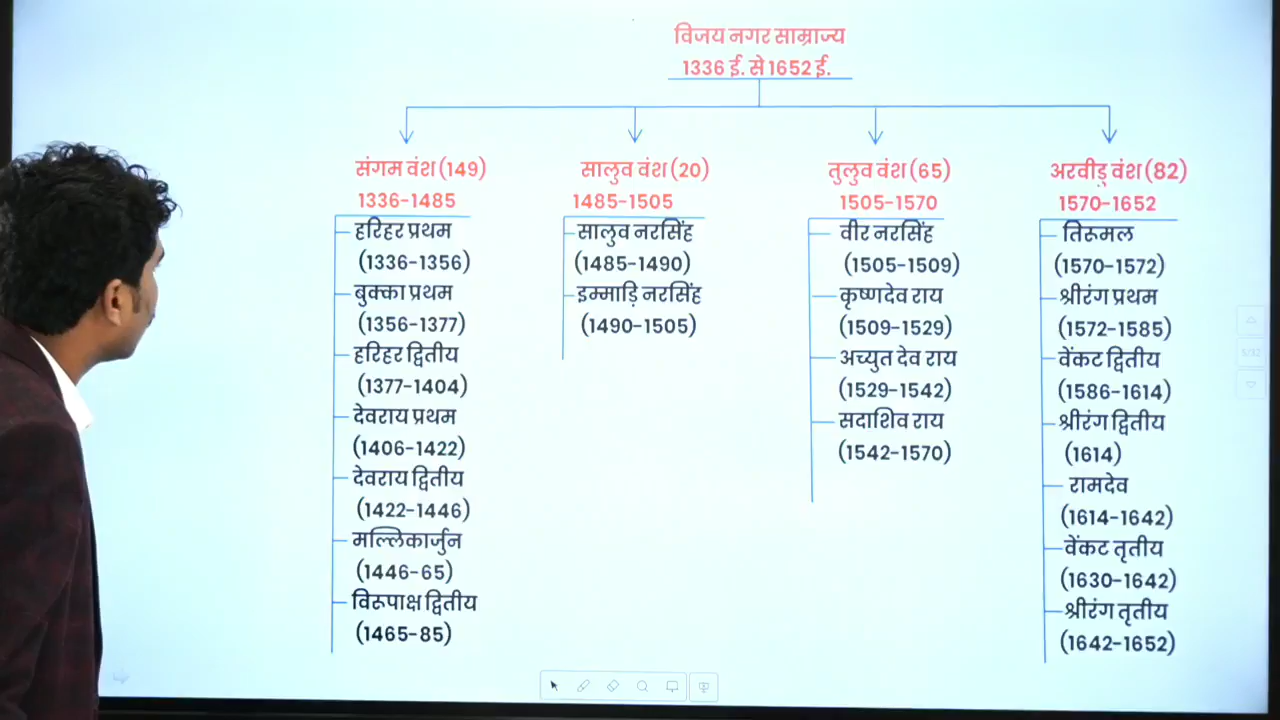 विजय नगर साम्राज्य
1336 ई. से 1652 ई.
संगम वंश (149)
1336-1485
हरिहर प्रथम
(1336-1356)
बुक्का प्रथम
(1356-1377)
हरिहर द्वितीय
(1377-1404)
देवराय प्रथम
(1406-1422)
देवराय द्वितीय
(1422-1446)
मल्लिकार्जुन
(1446-65)
विरूपाक्ष द्वितीय
(1465-85)
सालुव वंश (20)
1485-1505
सालुव नरसिंह
(1485-1490)
इम्माड़ि नरसिंह
(1490-1505)
तुलुव वंश (65)
1505-1570
वीर नरसिंह
(1505-1509)
कृष्णदेव राय
(1509-1529)
अच्युत देव राय
(1529-1542)
सदाशिव राय
(1542-1570)
अरवीडु वंश (82)
1570-1652
तिरूमल
(1570-1572)
श्रीरंग प्रथम
(1572-1585)
वेंकट द्वितीय
(1586-1614)
श्रीरंग द्वितीय
(1614)
रामदेव
(1614-1642)
वेंकट तृतीय
(1630-1642)
श्रीरंग तृतीय
(1642-1652)